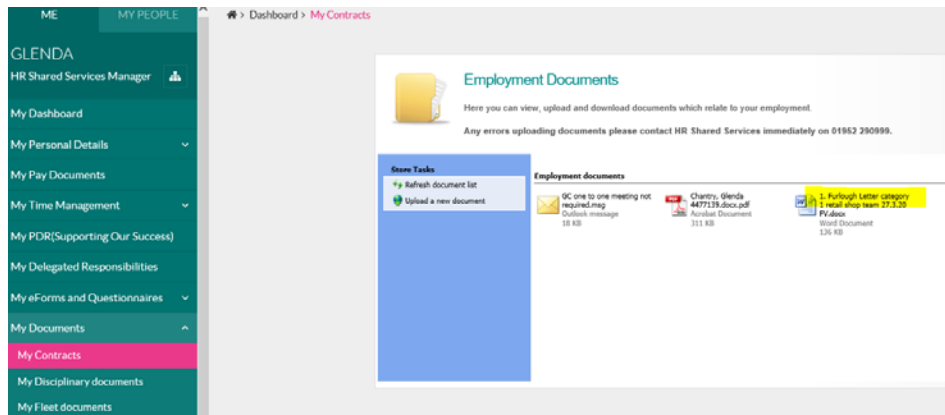 ME
MY PEOPLE
> Dashboard > My Contracts
GLENDA
HR Shared Services Manager
My Dashboard
My Personal Details
My Pay Documents
My Time Management
My PDR(Supporting Our Success)
My Delegated Responsibilities
My eForms and Questionnaires
My Documents
My Contracts
My Disciplinary documents
My Fleet documents
Employment Documents
Here you can view, upload and download documents which relate to your employment.
Any errors uploading documents please contact HR Shared Services immediately on 01952 290999.
Store Tasks
Refresh document list
Upload a new document
Employment documents
GC one to one meeting not
required.msg
Outlook message
18 KB
Chantry, Glenda
4477139.docx.pdf
Acrobat Document
311 KB
1. Furlough Letter category
1 retail shop team 27.3.20
FV.docx
Word Document
136 KB